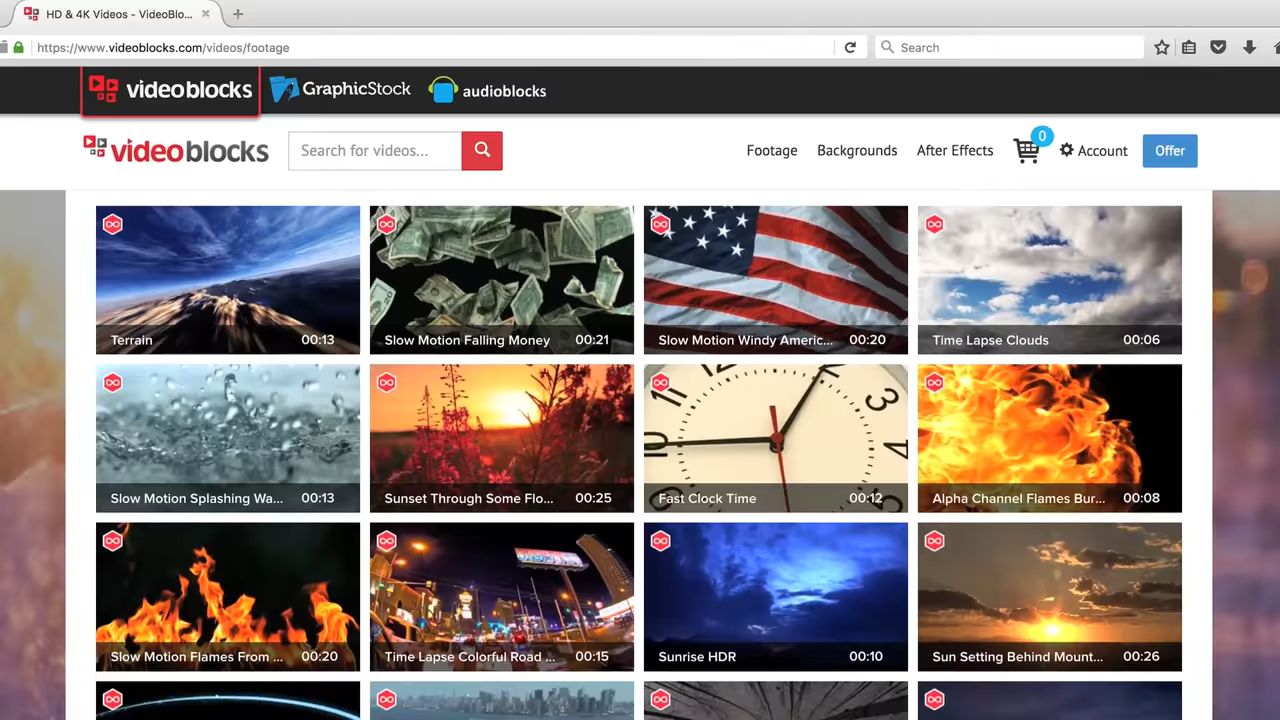 HD & 4K Videos - VideoBlo...
https://www.videoblocks.com/videos/footage
Search
videoblocks
GraphicStock
audioblocks
videoblocks
Search for videos...
Footage
Backgrounds
After Effects
0
Account
Offer
Terrain 00:13
Slow Motion Falling Money 00:21
Slow Motion Windy Americ... 00:20
Time Lapse Clouds 00:06
Slow Motion Splashing Wa... 00:13
Sunset Through Some Flo... 00:25
Fast Clock Time 00:12
Alpha Channel Flames Bur... 00:08
Slow Motion Flames From ... 00:20
Time Lapse Colorful Road ... 00:15
Sunrise HDR 00:10
Sun Setting Behind Mount... 00:26